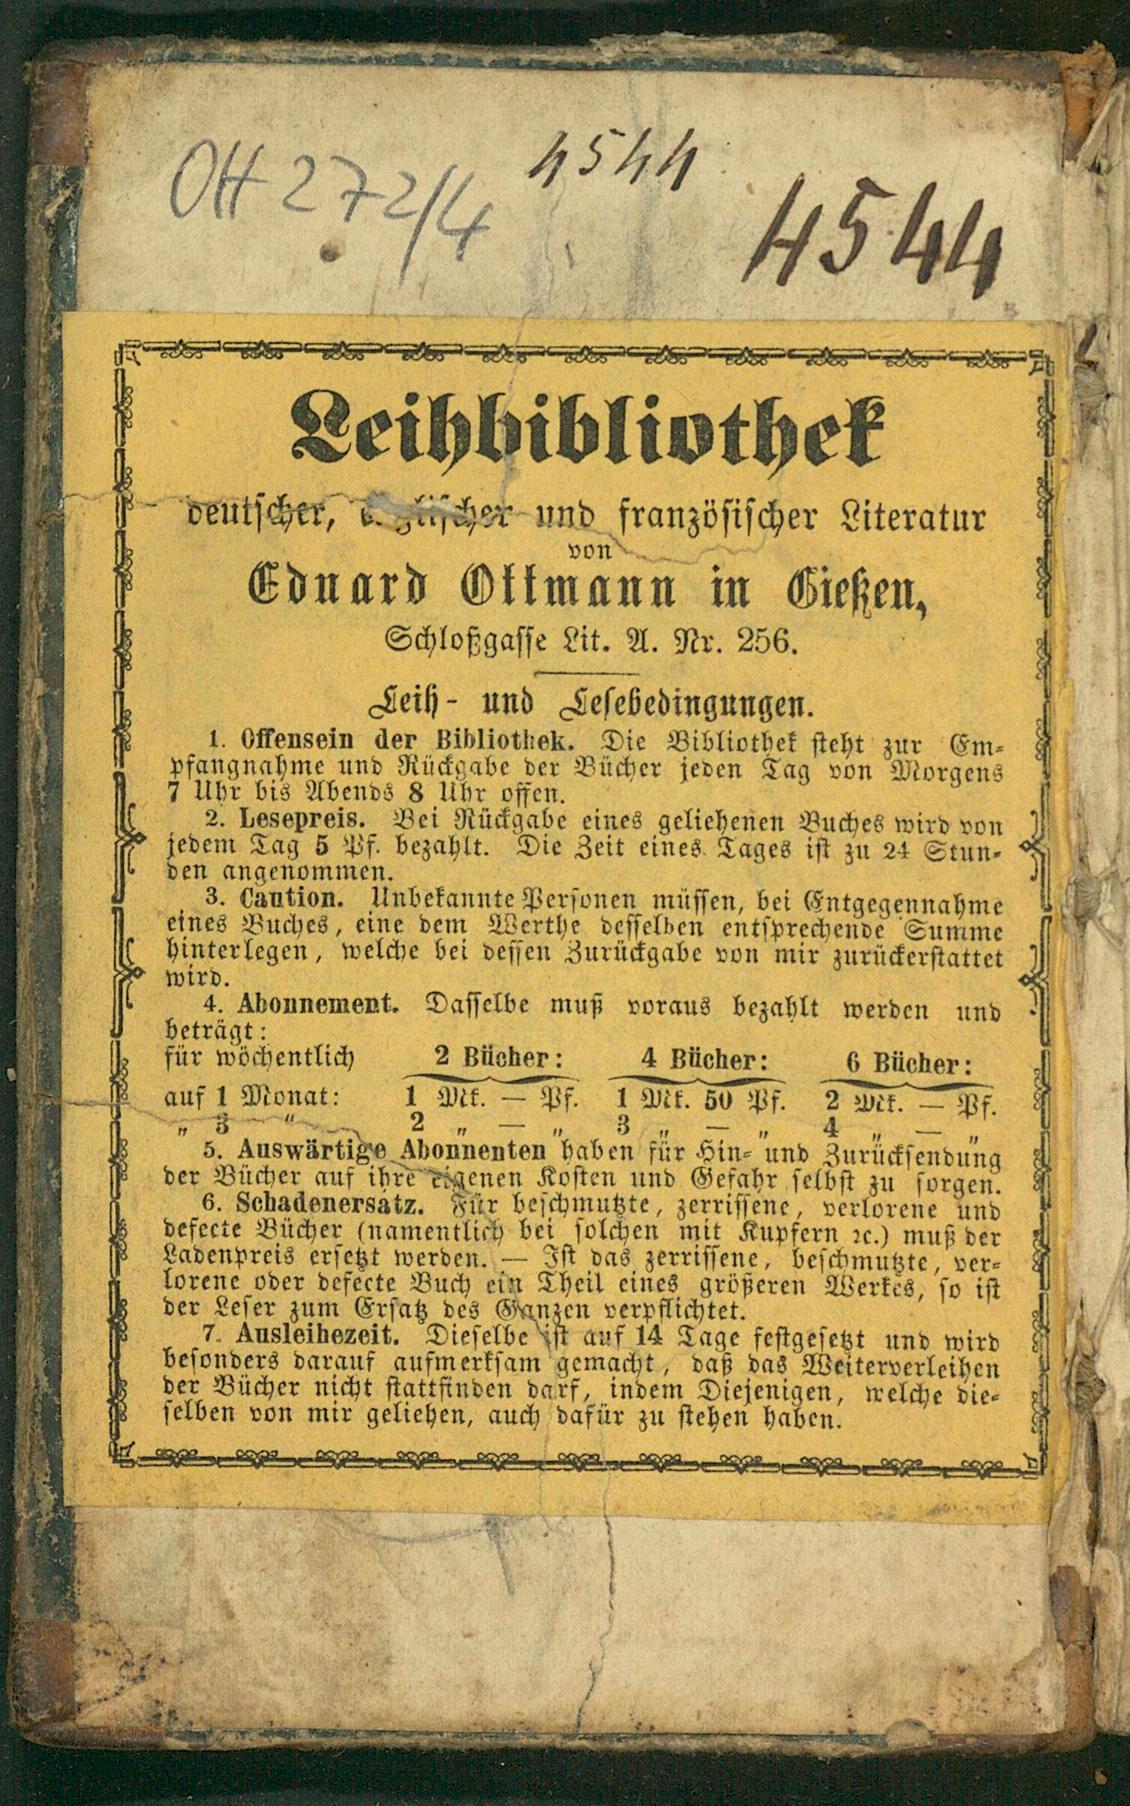 OH 272/4
4544
4544
Leihbibliothek
deutscher, englischer und französischer Literatur
von
Eduard Ottmann in Gießen,
Schloßgasse Lit. A. Nr. 256.
Leih- und Lesebedingungen.
1. Offensein der Bibliothek. Die Bibliothek steht zur Em-
pfangnahme und Rückgabe der Bücher jeden Tag von Morgens
7 Uhr bis Abends 8 Uhr offen.
2. Lesepreis. Bei Rückgabe eines geliehenen Buches wird von
jedem Tag 5 Pf. bezahlt. Die Zeit eines Tages ist zu 24 Stun-
den angenommen.
3. Caution. Unbekannte Personen müssen, bei Entgegennahme
eines Buches, eine dem Werthe desselben entsprechende Summe
hinterlegen, welche bei dessen Zurückgabe von mir zurückerstattet
wird.
4. Abonnement. Dasselbe muß voraus bezahlt werden und
beträgt:
für wöchentlich 2 Bücher: 4 Bücher: 6 Bücher:
auf 1 Monat: 1 Mk. — Pf. 1 Mk. 50 Pf. 2 Mk. — Pf.
„ 3 „ 2 „ — „ 3 „ — „ 4 „ — „
5. Auswärtige Abonnenten haben für Hin- und Zurücksendung
der Bücher auf ihre eigenen Kosten und Gefahr selbst zu sorgen.
6. Schadenersatz. Für beschmutzte, zerrissene, verlorene und
defecte Bücher (namentlich bei solchen mit Kupfern ꝛc.) muß der
Ladenpreis ersetzt werden. — Ist das zerrissene, beschmutzte, ver-
lorene oder defecte Buch ein Theil eines größeren Werkes, so ist
der Leser zum Ersatz des Ganzen verpflichtet.
7. Ausleihezeit. Dieselbe ist auf 14 Tage festgesetzt und wird
besonders darauf aufmerksam gemacht, daß das Weiterverleihen
der Bücher nicht stattfinden darf, indem Diejenigen, welche die-
selben von mir geliehen, auch dafür zu stehen haben.